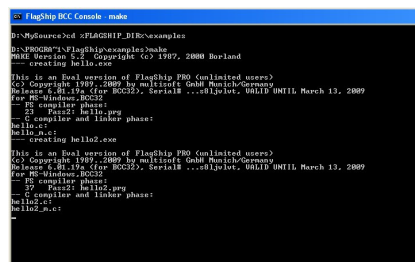 FlagShip BCC Console - make
D:\MySource>cd %FLAGSHIP_DIR%\examples
D:\PROGRA~1\FlagShip\examples>make
MAKE Version 5.2 Copyright (c) 1987, 2000 Borland
--- creating hello.exe
This is an Eval version of FlagShip PRO (unlimited users)
(c) Copyright 1989..2009 by multisoft GmbH Munich/Germany
Release 6.01.19a (for BCC32), Serial# ...s8ljvlvt, VALID UNTIL March 13, 2009
for MS-Windows,BCC32
-- FS compiler phase:
23 Pass2: hello.prg
-- C compiler and linker phase:
hello.c:
hello_m.c:
--- creating hello2.exe
This is an Eval version of FlagShip PRO (unlimited users)
(c) Copyright 1989..2009 by multisoft GmbH Munich/Germany
Release 6.01.19a (for BCC32), Serial# ...s8ljvlvt, VALID UNTIL March 13, 2009
for MS-Windows,BCC32
-- FS compiler phase:
37 Pass2: hello2.prg
-- C compiler and linker phase:
hello2.c:
hello2_m.c: